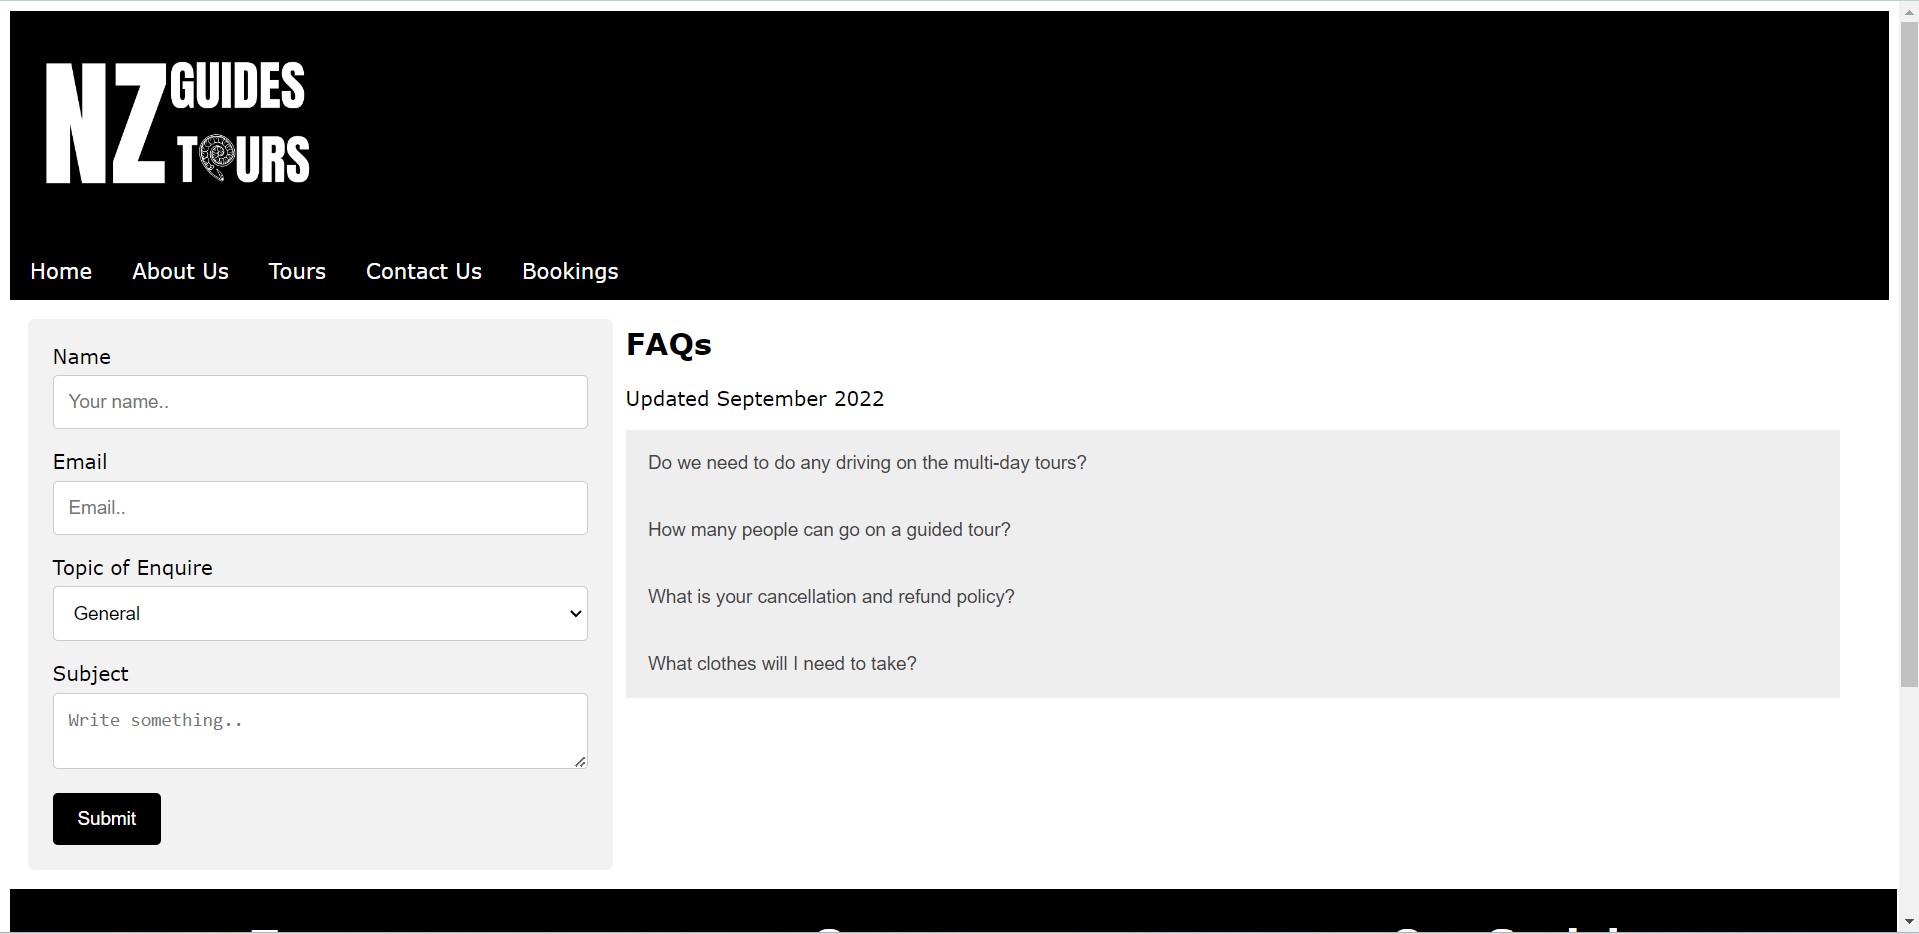 NZ GUIDES
TOURS
Home About Us Tours Contact Us Bookings
Name
Your name..
Email
Email..
Topic of Enquire
General
Subject
Write something..
Submit
FAQs
Updated September 2022
Do we need to do any driving on the multi-day tours?
How many people can go on a guided tour?
What is your cancellation and refund policy?
What clothes will I need to take?